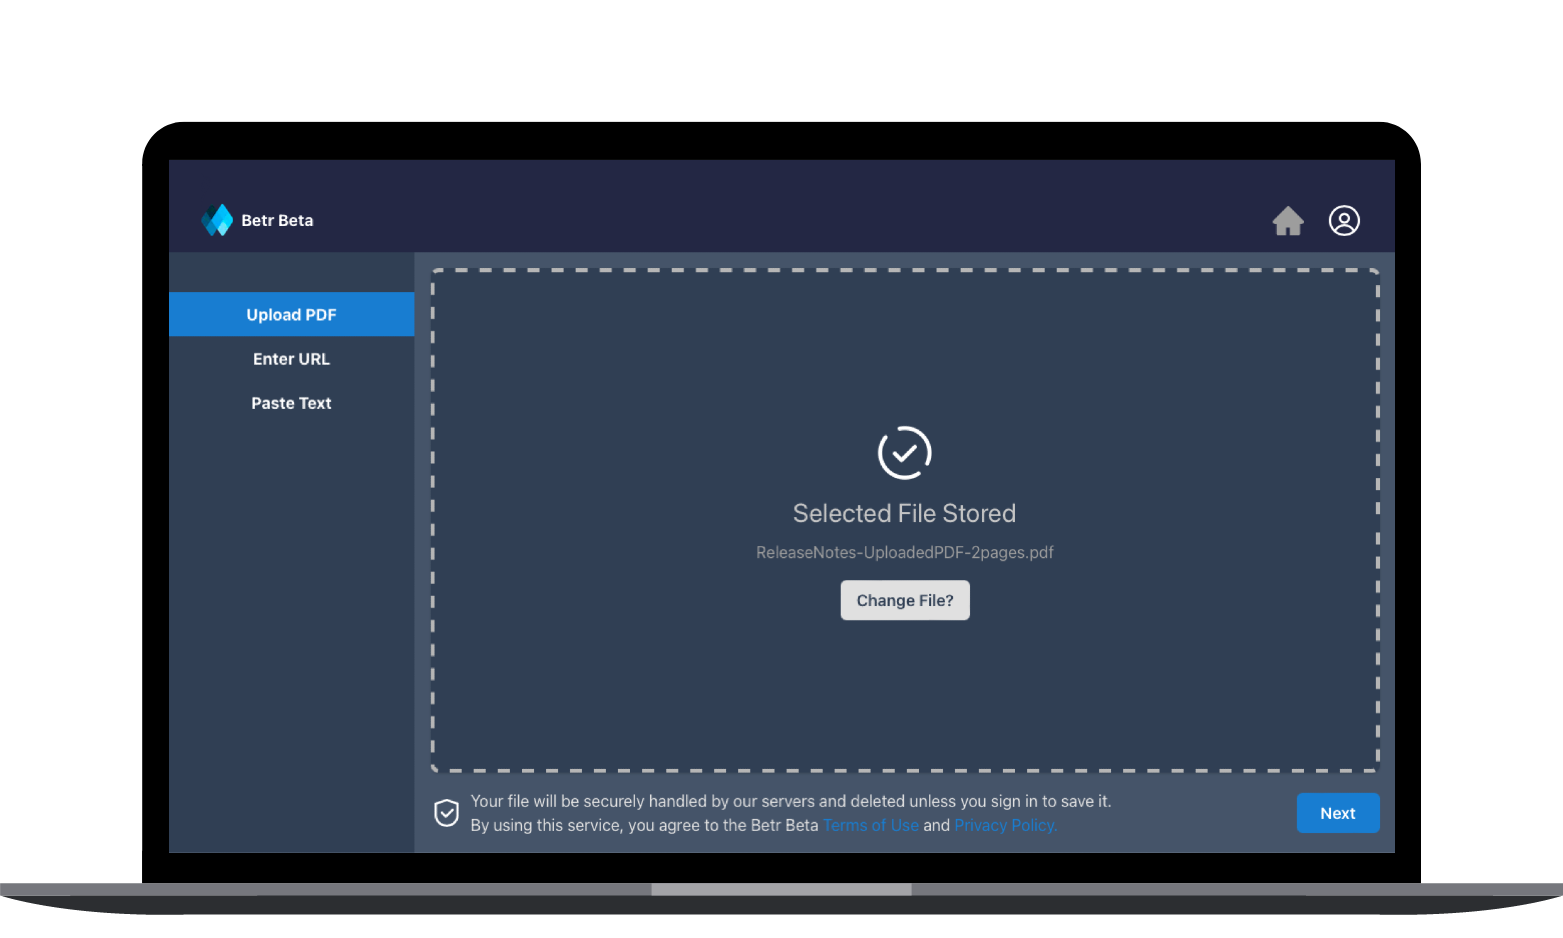 Betr Beta
Upload PDF
Enter URL
Paste Text
Selected File Stored
ReleaseNotes-UploadedPDF-2pages.pdf
Change File?
Your file will be securely handled by our servers and deleted unless you sign in to save it.
By using this service, you agree to the Betr Beta Terms of Use and Privacy Policy.
Next